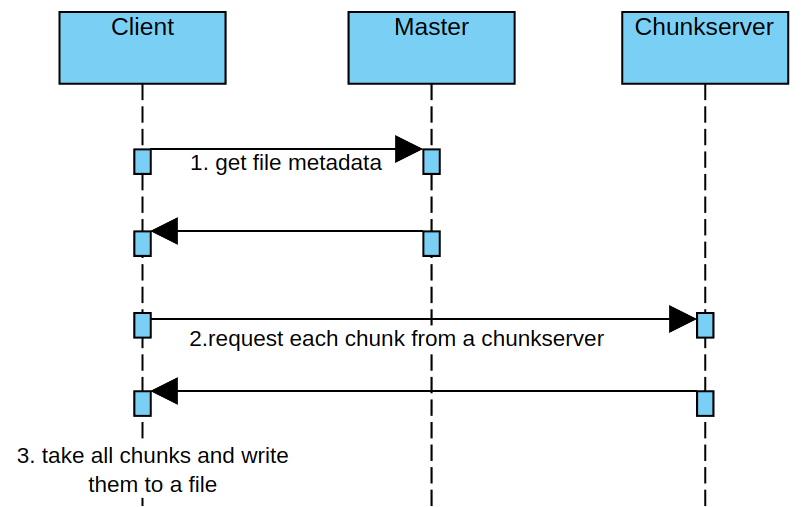 Client
Master
Chunkserver
1. get file metadata
2.request each chunk from a chunkserver
3. take all chunks and write
them to a file